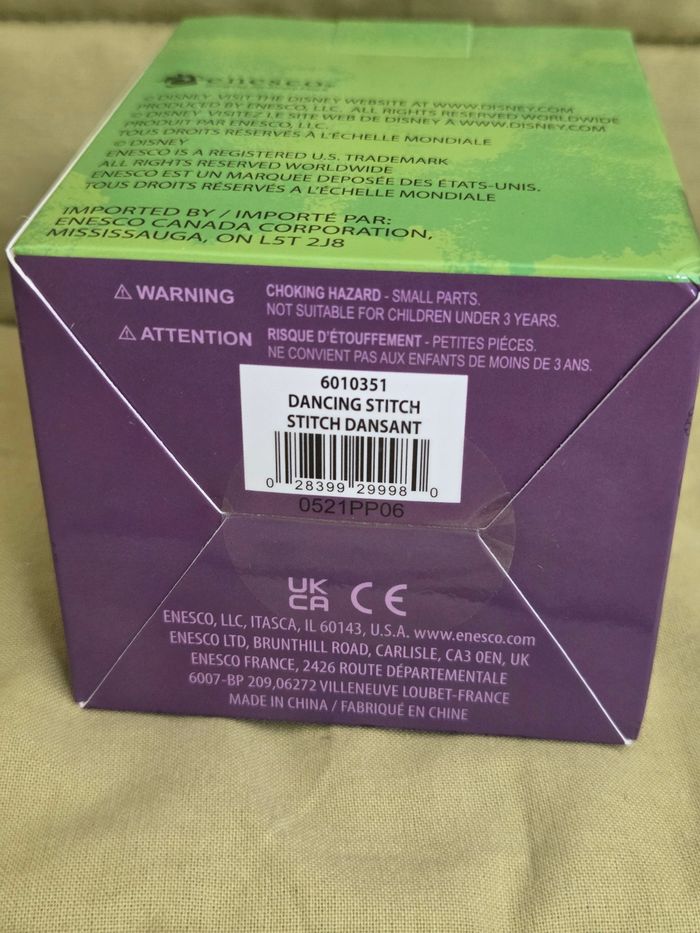 enesco.
© DISNEY VISIT THE DISNEY WEBSITE AT WWW.DISNEY.COM
PRODUCED BY ENESCO, LLC. ALL RIGHTS RESERVED WORLDWIDE
© DISNEY VISITEZ LE SITE WEB DE DISNEY À WWW.DISNEY.COM
PRODUIT PAR ENESCO, LLC.
TOUS DROITS RESERVÉS À L'ÉCHELLE MONDIALE
© DISNEY
ENESCO IS A REGISTERED U.S. TRADEMARK
ALL RIGHTS RESERVED WORLDWIDE
ENESCO EST UN MARQUEE DEPOSÉE DES ÉTATS-UNIS.
TOUS DROITS RESERVÉS A L'ÉCHELLE MONDIALE
IMPORTED BY / IMPORTÉ PAR:
ENESCO CANADA CORPORATION,
MISSISSAUGA, ON L5T 2J8
⚠ WARNING CHOKING HAZARD - SMALL PARTS.
NOT SUITABLE FOR CHILDREN UNDER 3 YEARS.
⚠ ATTENTION RISQUE D'ÉTOUFFEMENT - PETITES PIÉCES.
NE CONVIENT PAS AUX ENFANTS DE MOINS DE 3 ANS.
6010351
DANCING STITCH
STITCH DANSANT
0 28399 29998 0
0521PP06
UK
CA CE
ENESCO, LLC, ITASCA, IL 60143, U.S.A. www.enesco.com
ENESCO LTD, BRUNTHILL ROAD, CARLISLE, CA3 0EN, UK
ENESCO FRANCE, 2426 ROUTE DÉPARTEMENTALE
6007-BP 209,06272 VILLENEUVE LOUBET-FRANCE
MADE IN CHINA / FABRIQUÉ EN CHINE